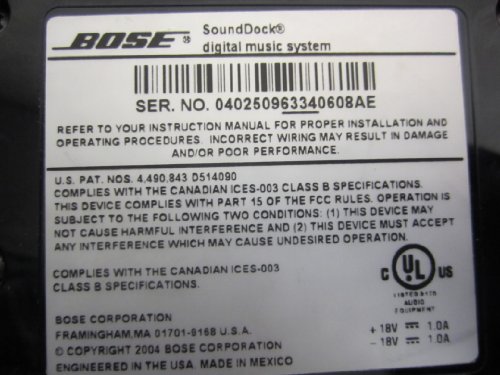 BOSE® SoundDock®
digital music system
SER. NO. 040250963340608AE
REFER TO YOUR INSTRUCTION MANUAL FOR PROPER INSTALLATION AND
OPERATING PROCEDURES. INCORRECT WIRING MAY RESULT IN DAMAGE
AND/OR POOR PERFORMANCE.
U.S. PAT. NOS. 4,490,843 D514090
COMPLIES WITH THE CANADIAN ICES-003 CLASS B SPECIFICATIONS.
THIS DEVICE COMPLIES WITH PART 15 OF THE FCC RULES. OPERATION IS
SUBJECT TO THE FOLLOWING TWO CONDITIONS: (1) THIS DEVICE MAY
NOT CAUSE HARMFUL INTERFERENCE AND (2) THIS DEVICE MUST ACCEPT
ANY INTERFERENCE WHICH MAY CAUSE UNDESIRED OPERATION.
COMPLIES WITH THE CANADIAN ICES-003
CLASS B SPECIFICATIONS.
C UL® US
AUDIO
EQUIPMENT
BOSE CORPORATION
FRAMINGHAM,MA 01701-9168 U.S.A.
© COPYRIGHT 2004 BOSE CORPORATION
ENGINEERED IN THE USA MADE IN MEXICO
+ 18V ⎓ 1.0A
- 18V ⎓ 1.0A